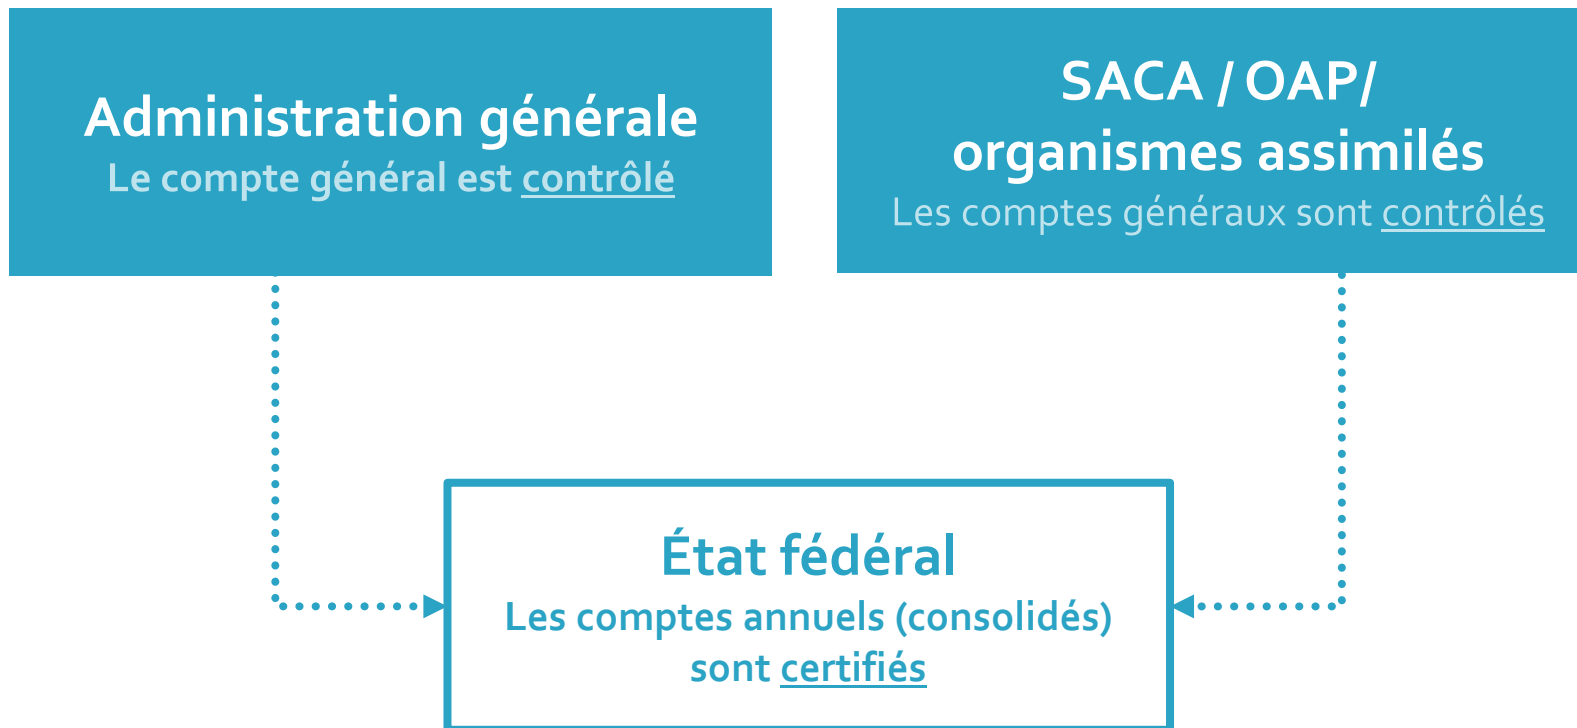 Administration générale
Le compte général est contrôlé
SACA / OAP/
organismes assimilés
Les comptes généraux sont contrôlés
État fédéral
Les comptes annuels (consolidés)
sont certifiés